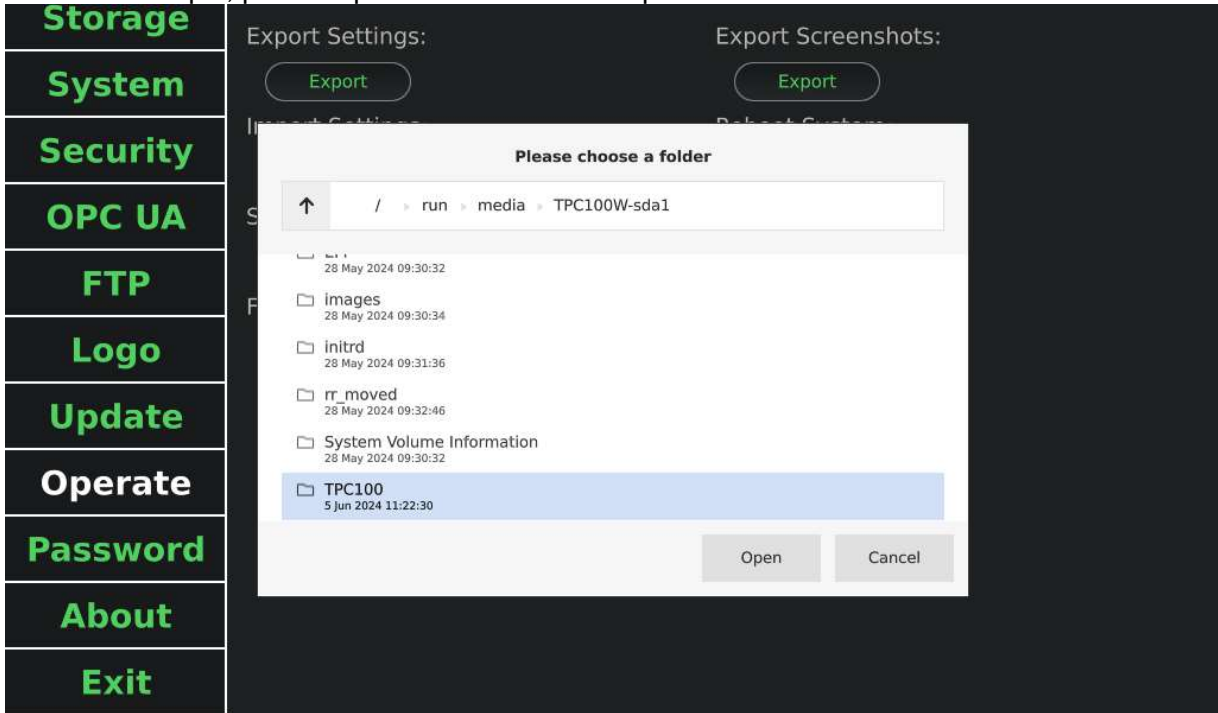 Storage
System
Security
OPC UA
FTP
Logo
Update
Operate
Password
About
Exit
Export Settings:
Export
Export Screenshots:
Export
Please choose a folder
/ run media TPC100W-sda1
28 May 2024 09:30:32
images
28 May 2024 09:30:34
initrd
28 May 2024 09:31:36
rr_moved
28 May 2024 09:32:46
System Volume Information
28 May 2024 09:30:32
TPC100
5 Jun 2024 11:22:30
Open
Cancel